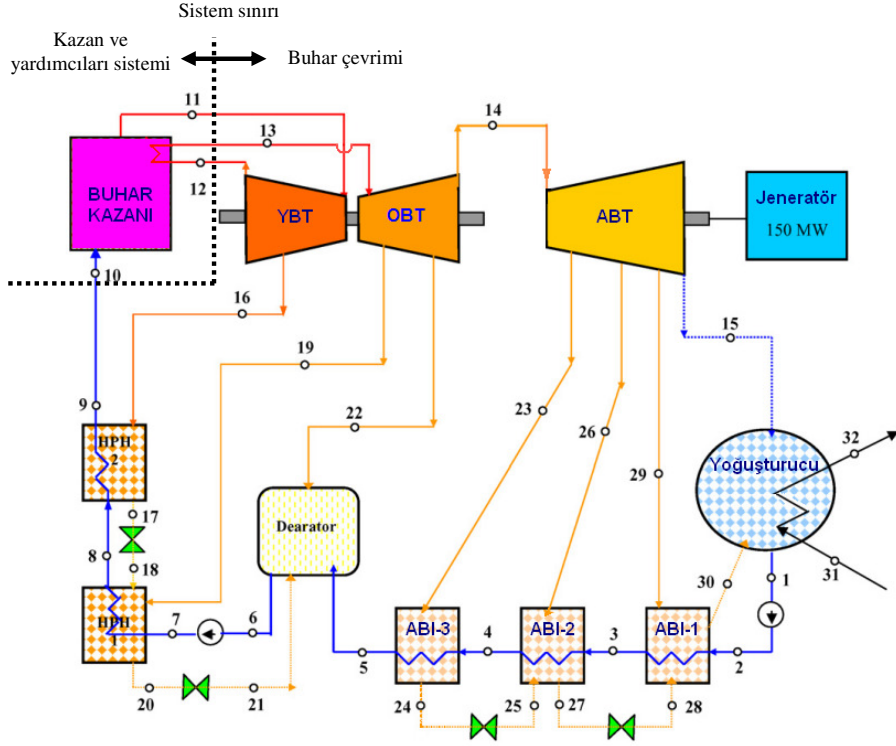 Sistem sınırı
Kazan ve
yardımcıları sistemi
Buhar çevrimi
11
13
14
12
BUHAR
KAZANI
YBT
OBT
ABT
Jeneratör
150 MW
10
16
15
19
23
26
9
22
32
HPH
2
Yoğuşturucu
29
17
Dearator
8
18
30
1
31
HPH
1
7
6
ABI-3
4
ABI-2
3
ABI-1
2
5
20
21
24
25
27
28